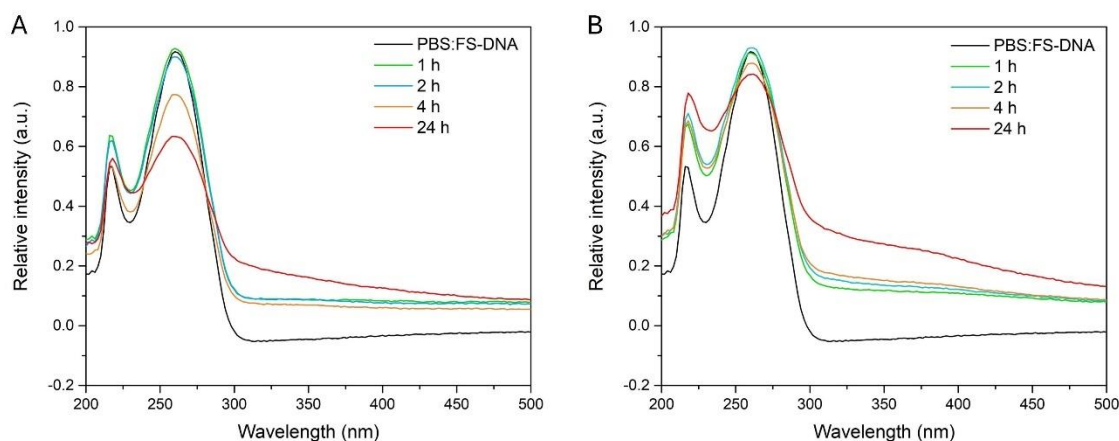 A
1.0
0.8
0.6
0.4
0.2
0.0
-0.2
Relative intensity (a.u.)
PBS:FS-DNA
1 h
2 h
4 h
24 h
200 250 300 350 400 450 500
Wavelength (nm)
B
1.0
0.8
0.6
0.4
0.2
0.0
-0.2
Relative intensity (a.u.)
PBS:FS-DNA
1 h
2 h
4 h
24 h
200 250 300 350 400 450 500
Wavelength (nm)